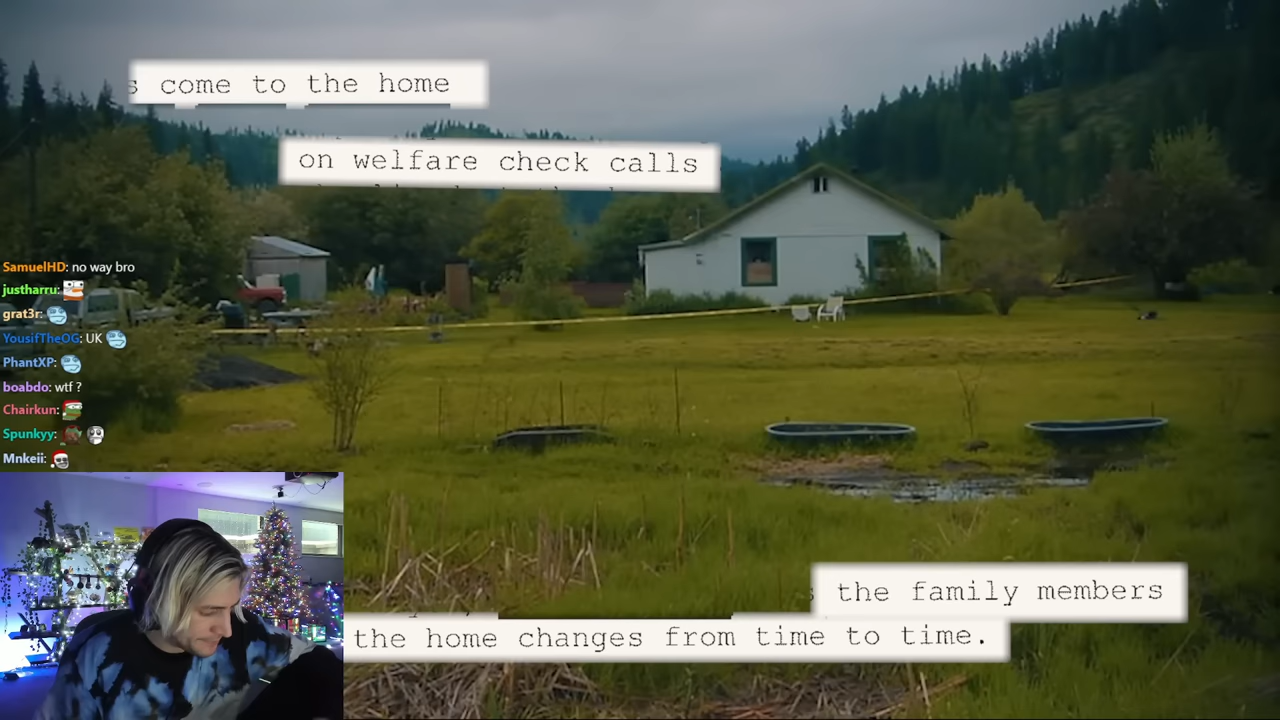 come to the home
on welfare check calls
SamuelHD: no way bro
justharru:
grat3r:
YousifTheOG: UK
PhantXP:
boabdo: wtf ?
Chairkun:
Spunkyy:
Mnkeii:
the family members
the home changes from time to time.